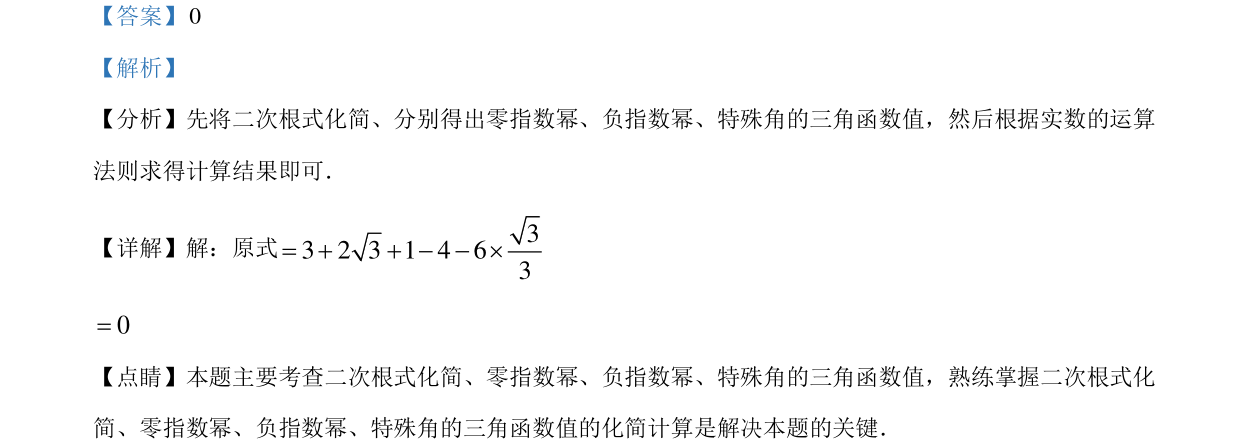 【答案】0
【解析】
【分析】先将二次根式化简、分别得出零指数幂、负指数幂、特殊角的三角函数值，然后根据实数的运算
法则求得计算结果即可．
【详解】解：原式=3+2√3+1−4−6×√3/3
=0
【点睛】本题主要考查二次根式化简、零指数幂、负指数幂、特殊角的三角函数值，熟练掌握二次根式化
简、零指数幂、负指数幂、特殊角的三角函数值的化简计算是解决本题的关键．